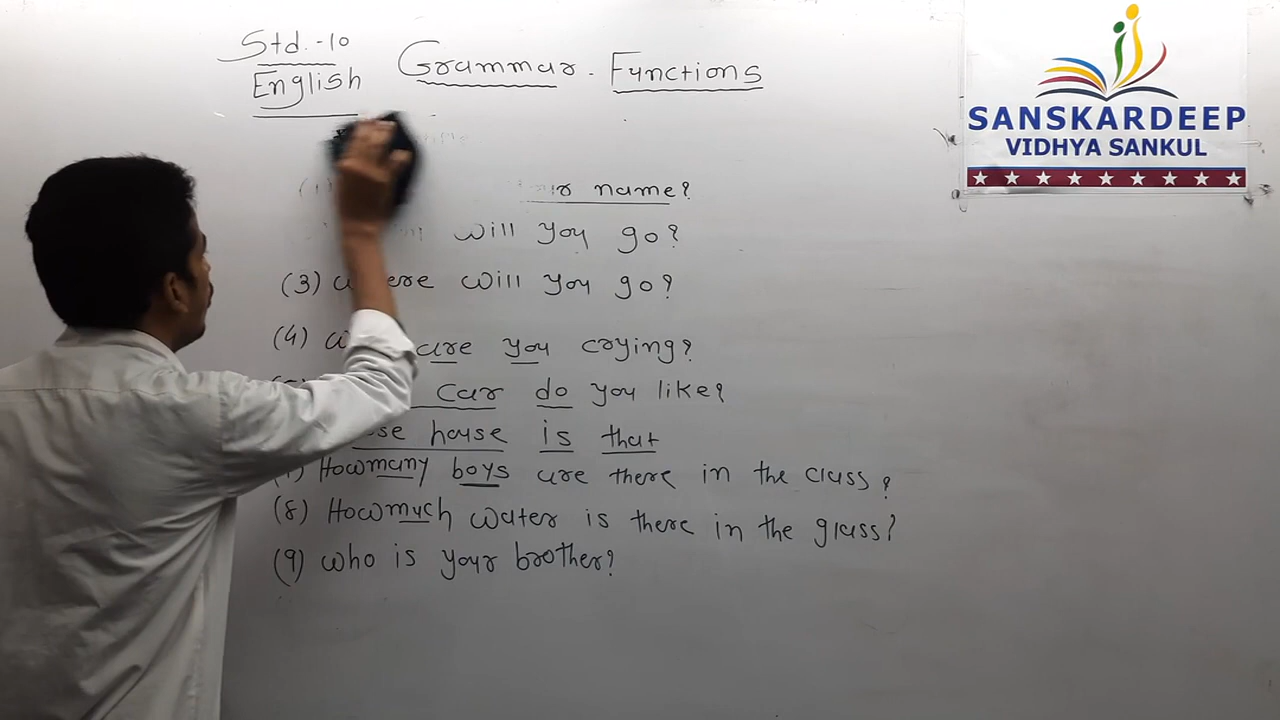 Std.-10
English
Grammar - Functions
SANSKARDEEP
VIDHYA SANKUL
name?
will you go?
(3) will you go?
(4) are you crying?
car do you like?
house is that
Howmany boys are there in the class?
(8) Howmuch water is there in the glass?
(9) who is your brother?